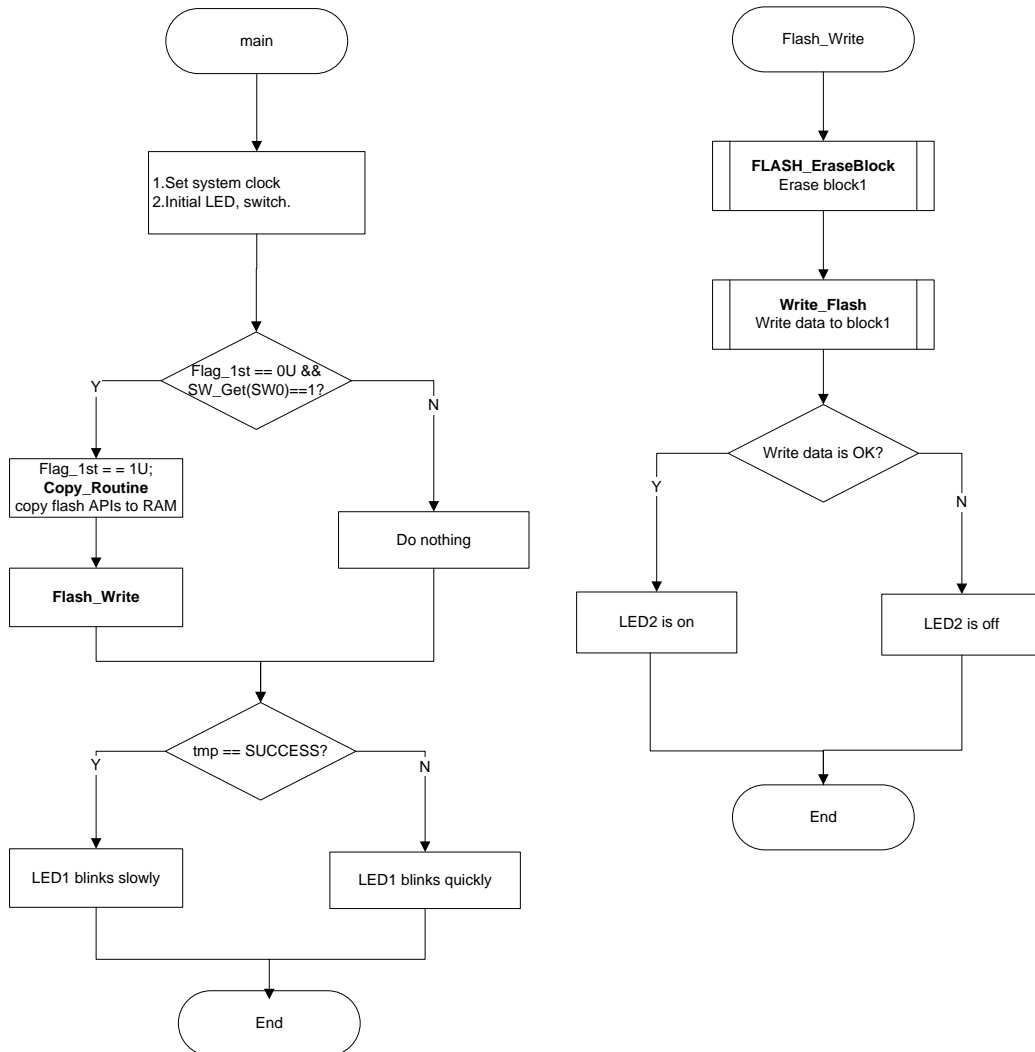 main
1.Set system clock
2.Initial LED, switch.
Flag_1st == 0U &&
SW_Get(SW0)==1?
Y
N
Flag_1st = = 1U;
Copy_Routine
copy flash APIs to RAM
Do nothing
Flash_Write
tmp == SUCCESS?
Y
N
LED1 blinks slowly
LED1 blinks quickly
End
Flash_Write
FLASH_EraseBlock
Erase block1
Write_Flash
Write data to block1
Write data is OK?
Y
N
LED2 is on
LED2 is off
End